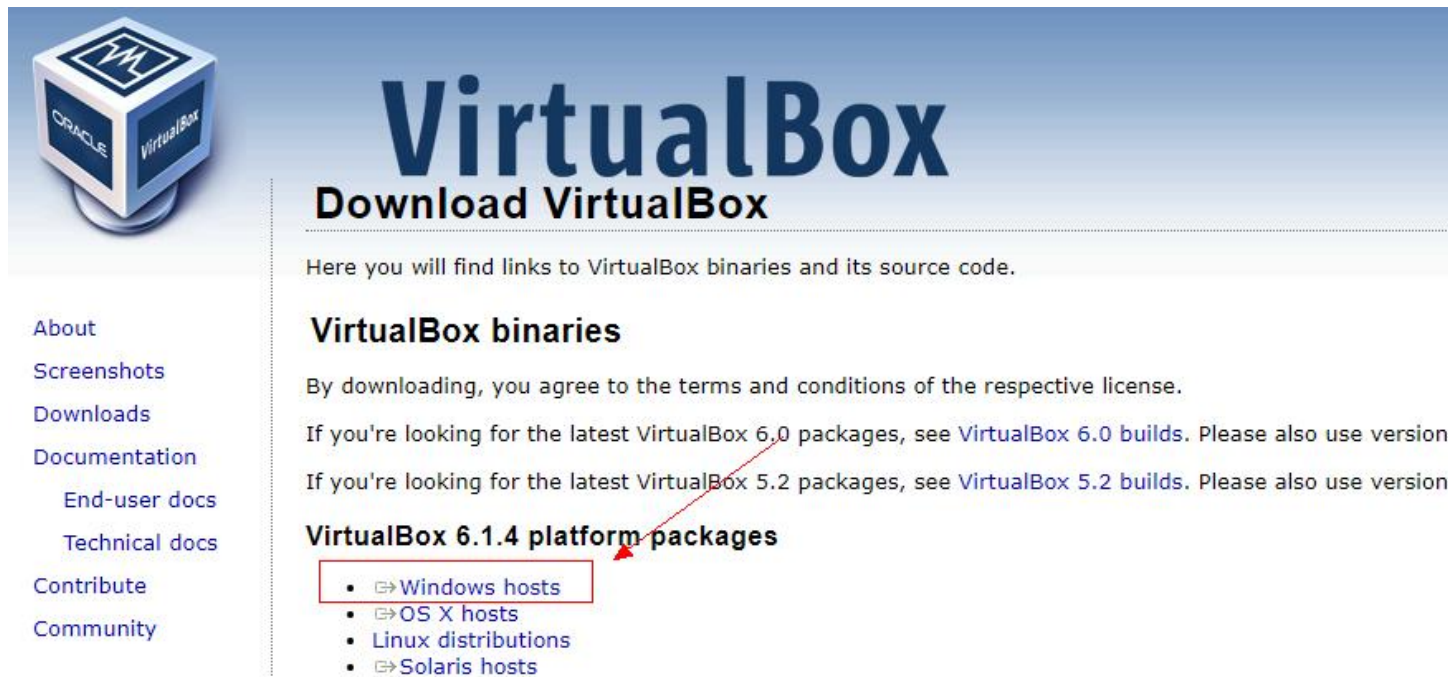 ORACLE
VirtualBox
VirtualBox
Download VirtualBox
Here you will find links to VirtualBox binaries and its source code.
About
Screenshots
Downloads
Documentation
End-user docs
Technical docs
Contribute
Community
VirtualBox binaries
By downloading, you agree to the terms and conditions of the respective license.
If you're looking for the latest VirtualBox 6.0 packages, see VirtualBox 6.0 builds. Please also use version
If you're looking for the latest VirtualBox 5.2 packages, see VirtualBox 5.2 builds. Please also use version
VirtualBox 6.1.4 platform packages
• Windows hosts
• OS X hosts
• Linux distributions
• Solaris hosts